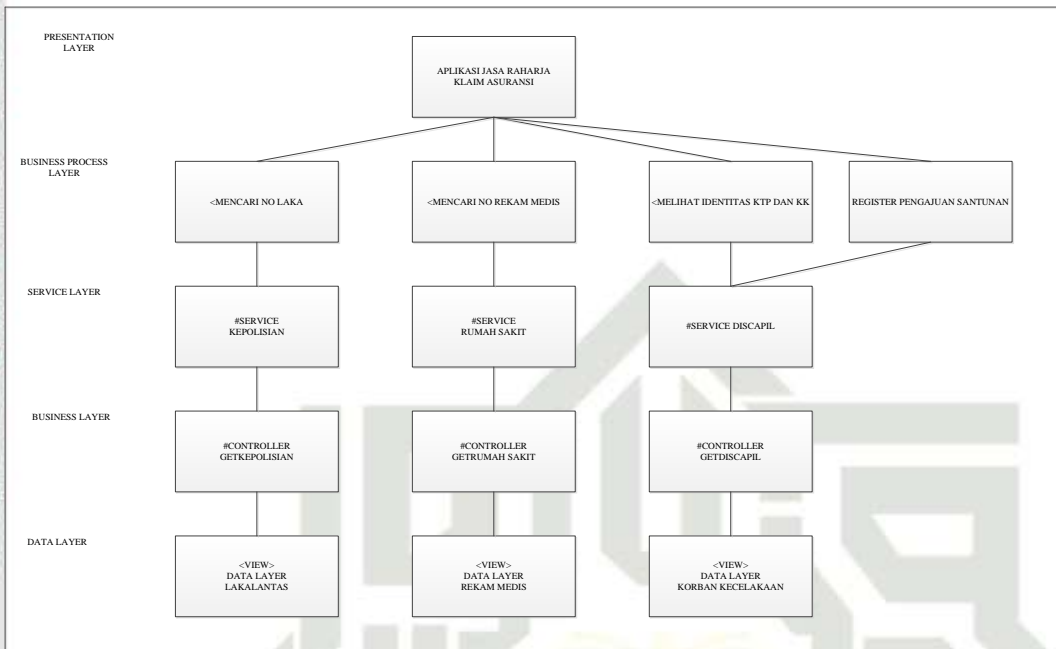 PRESENTATION
LAYER
APLIKASI JASA RAHARJA
KLAIM ASURANSI
BUSINESS PROCESS
LAYER
<MENCARI NO LAKA
<MENCARI NO REKAM MEDIS
<MELIHAT IDENTITAS KTP DAN KK
REGISTER PENGAJUAN SANTUNAN
SERVICE LAYER
#SERVICE
KEPOLISIAN
#SERVICE
RUMAH SAKIT
#SERVICE DISCAPIL
BUSINESS LAYER
#CONTROLLER
GETKEPOLISIAN
#CONTROLLER
GETRUMAH SAKIT
#CONTROLLER
GETDISCAPIL
DATA LAYER
<VIEW>
DATA LAYER
LAKALANTAS
<VIEW>
DATA LAYER
REKAM MEDIS
<VIEW>
DATA LAYER
KORBAN KECELAKAAN